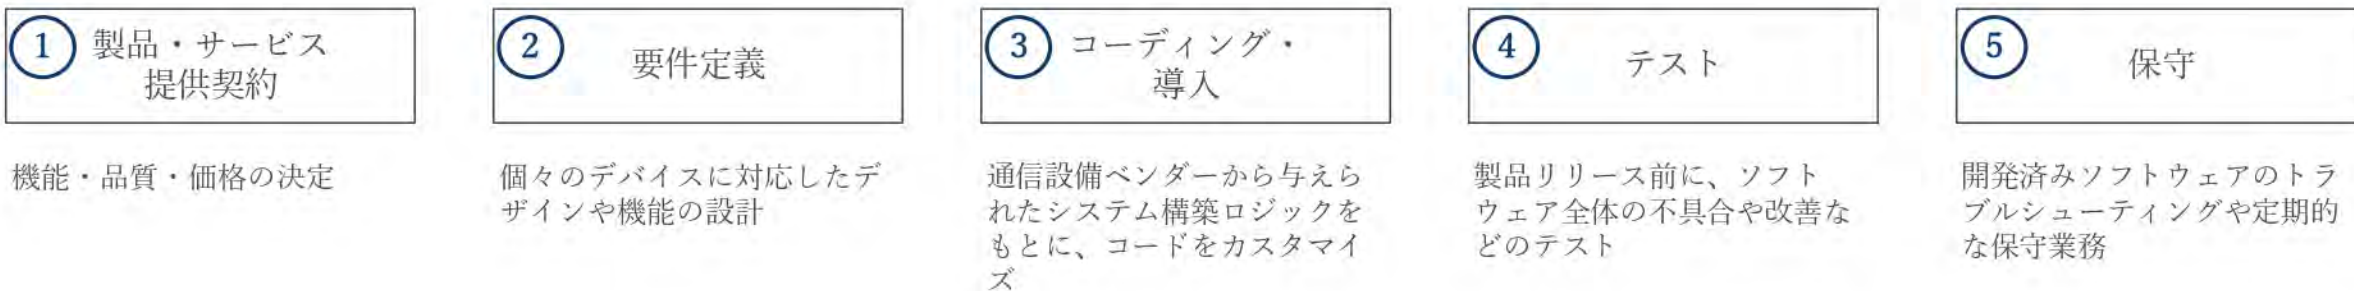 1
製品・サービス
提供契約
機能・品質・価格の決定
2
要件定義
個々のデバイスに対応したデ
ザインや機能の設計
3
コーディング・
導入
通信設備ベンダーから与えら
れたシステム構築ロジックを
もとに、コードをカスタマイ
ズ
4
テスト
製品リリース前に、ソフト
ウェア全体の不具合や改善な
どのテスト
5
保守
開発済みソフトウェアのトラ
ブルシューティングや定期的
な保守業務